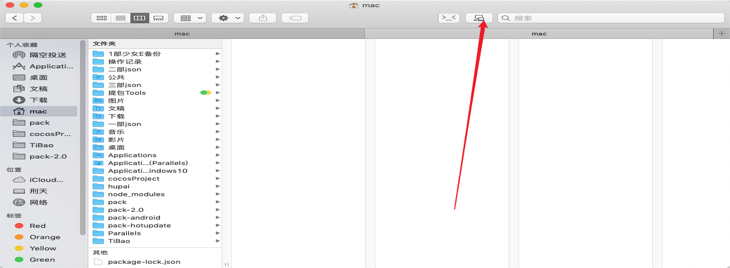 mac
>_<
搜索
mac
mac
+
个人收藏
隔空投送
Applicati...
桌面
文稿
下载
mac
pack
cocosPr...
TiBao
pack-2.0
位置
iCloud...
刑天
网络
标签
Red
Orange
Yellow
Green
文件夹
1部少女E备份
操作记录
二部json
公共
三部json
提包Tools
图片
文稿
下载
一部json
音乐
影片
桌面
Applications
Applicati...(Parallels)
Applicati...indows10
cocosProject
hupai
node_modules
pack
pack-2.0
pack-android
pack-hotupdate
Parallels
TiBao
其他
package-lock.json